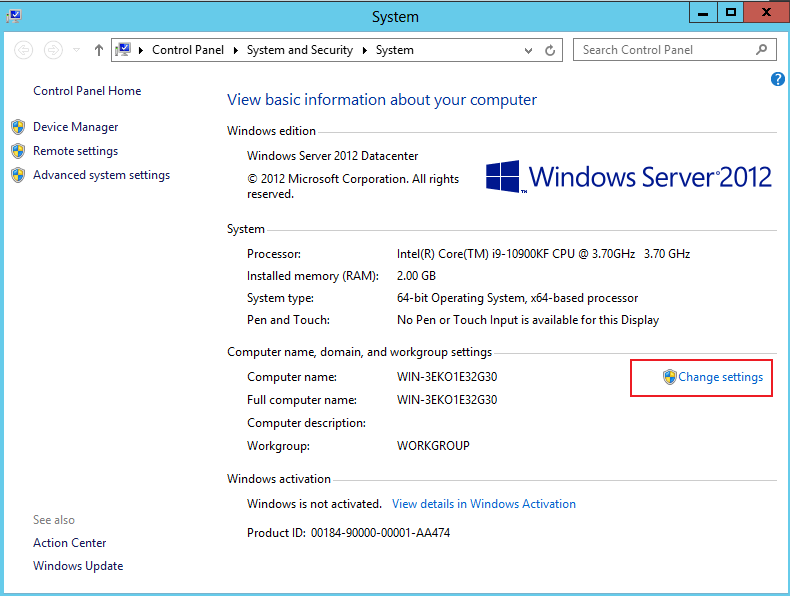 System
Control Panel ▸ System and Security ▸ System
Search Control Panel
Control Panel Home
Device Manager
Remote settings
Advanced system settings
See also
Action Center
Windows Update
View basic information about your computer
Windows edition
Windows Server 2012 Datacenter
© 2012 Microsoft Corporation. All rights
reserved.
Windows Server® 2012
System
Processor: Intel(R) Core(TM) i9-10900KF CPU @ 3.70GHz 3.70 GHz
Installed memory (RAM): 2.00 GB
System type: 64-bit Operating System, x64-based processor
Pen and Touch: No Pen or Touch Input is available for this Display
Computer name, domain, and workgroup settings
Computer name: WIN-3EKO1E32G30
Change settings
Full computer name: WIN-3EKO1E32G30
Computer description:
Workgroup: WORKGROUP
Windows activation
Windows is not activated. View details in Windows Activation
Product ID: 00184-90000-00001-AA474